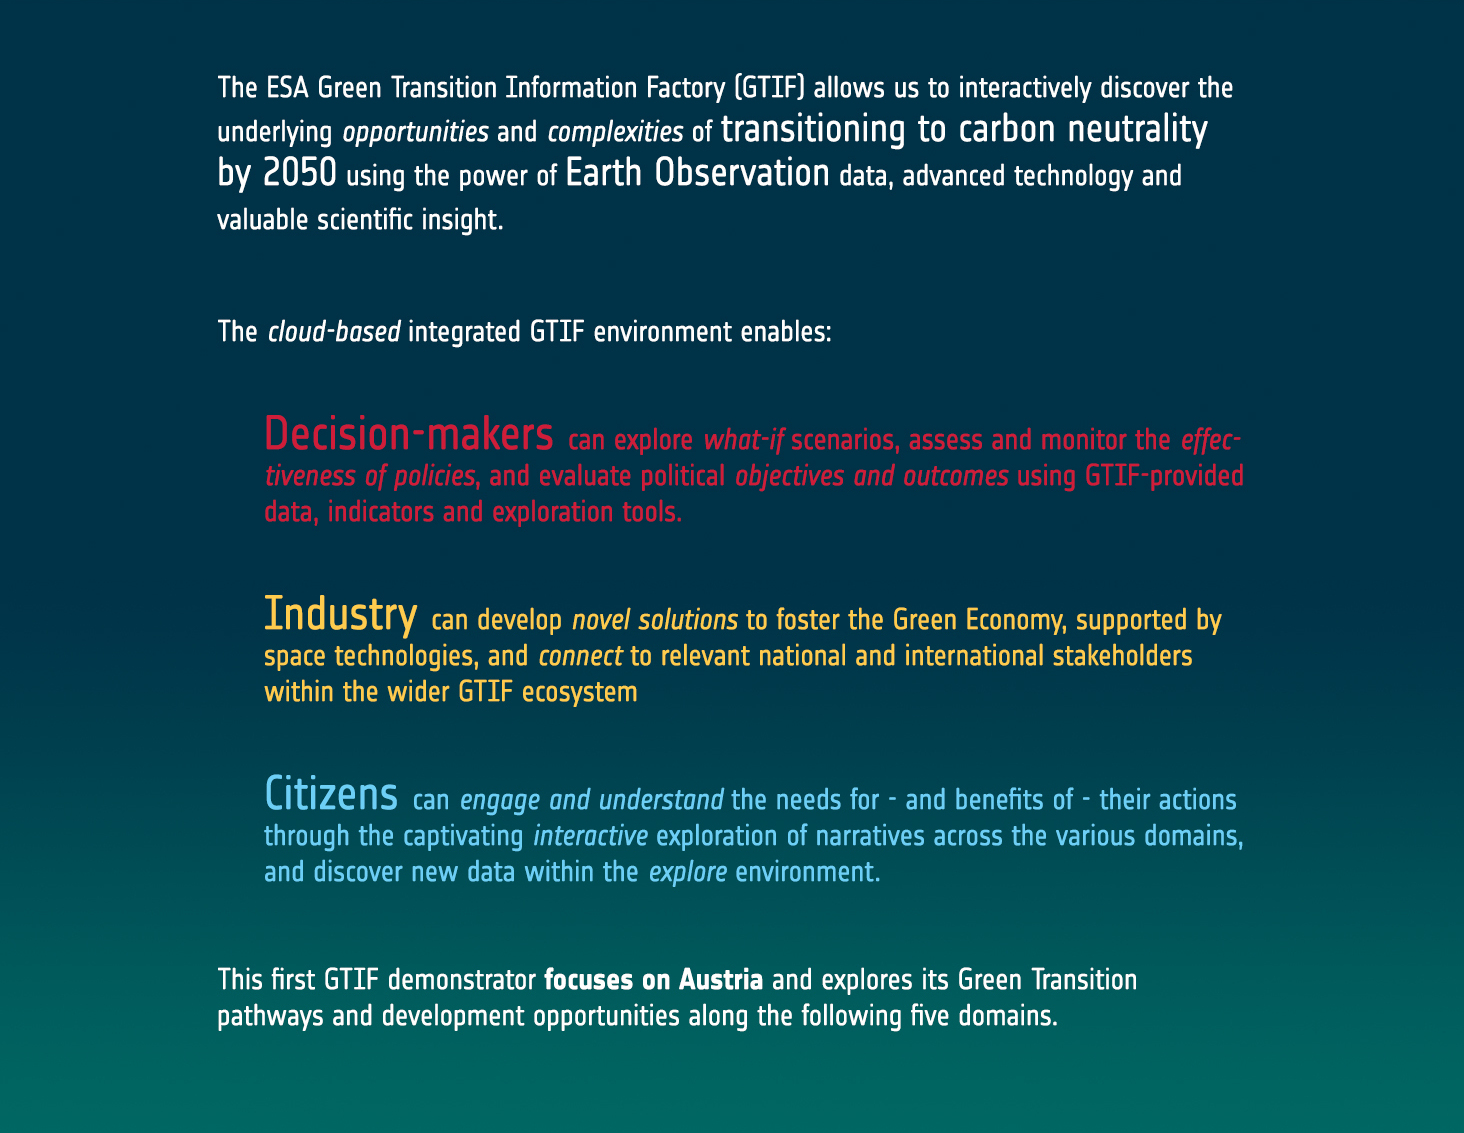 The ESA Green Transition Information Factory (GTIF) allows us to interactively discover the
underlying opportunities and complexities of transitioning to carbon neutrality
by 2050 using the power of Earth Observation data, advanced technology and
valuable scientific insight.
The cloud-based integrated GTIF environment enables:
Decision-makers can explore what-if scenarios, assess and monitor the effec-
tiveness of policies, and evaluate political objectives and outcomes using GTIF-provided
data, indicators and exploration tools.
Industry can develop novel solutions to foster the Green Economy, supported by
space technologies, and connect to relevant national and international stakeholders
within the wider GTIF ecosystem
Citizens can engage and understand the needs for - and benefits of - their actions
through the captivating interactive exploration of narratives across the various domains,
and discover new data within the explore environment.
This first GTIF demonstrator focuses on Austria and explores its Green Transition
pathways and development opportunities along the following five domains.